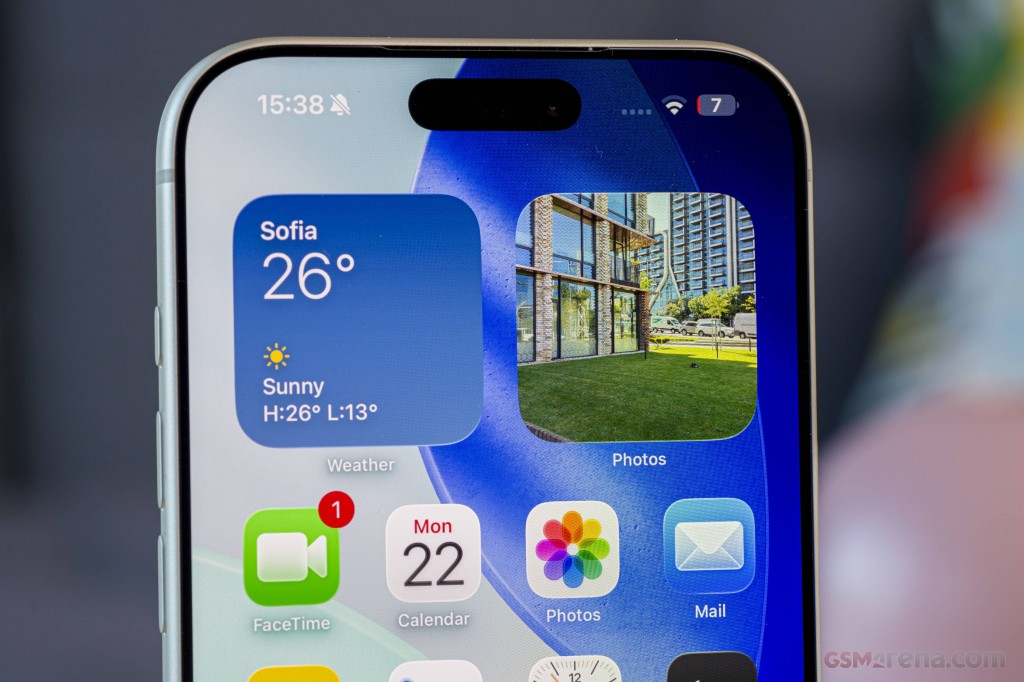 15:38
7
Sofia
26°
Sunny
H:26° L:13°
Weather
Photos
1
Mon
22
FaceTime
Calendar
Photos
Mail
12
GSMarena.com